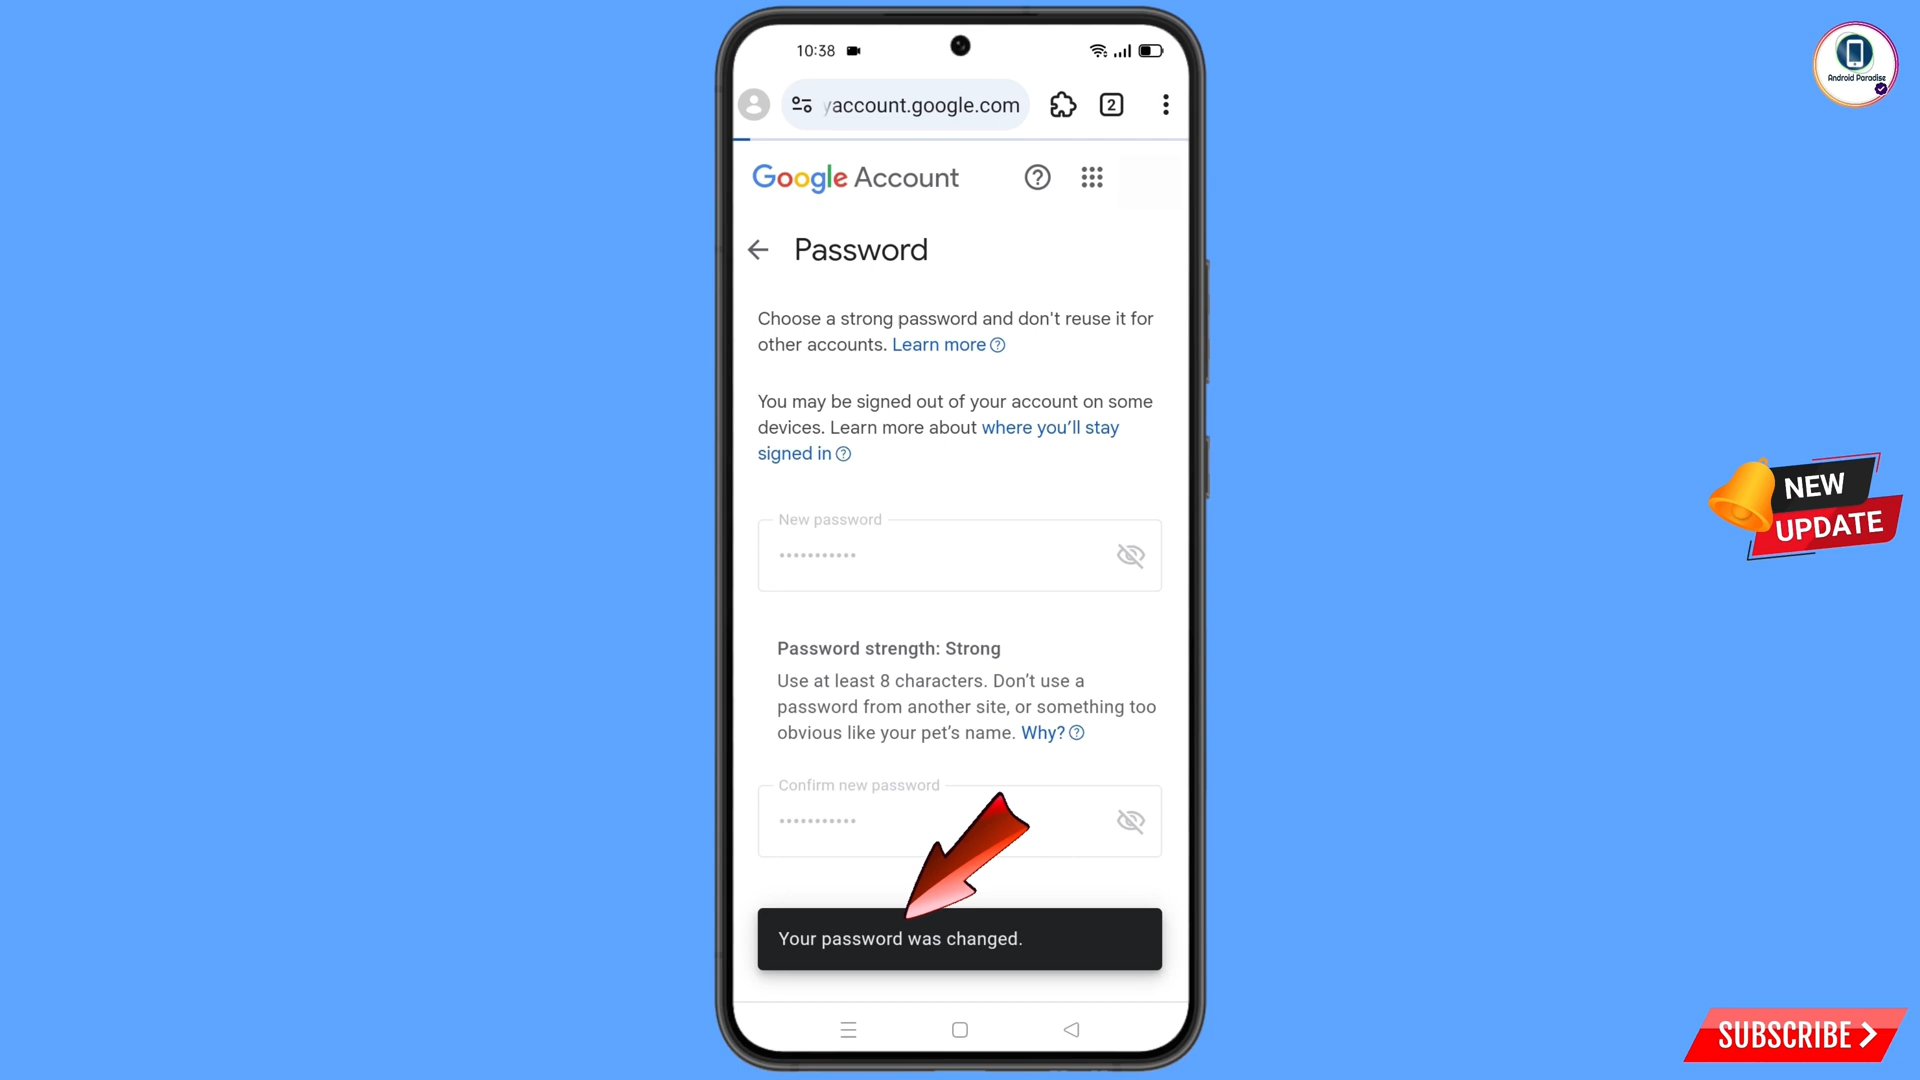 10:38
Android Paradise
yaccount.google.com
2
Google Account
Password
Choose a strong password and don't reuse it for
other accounts. Learn more
You may be signed out of your account on some
devices. Learn more about where you’ll stay
signed in
New password
NEW
UPDATE
Password strength: Strong
Use at least 8 characters. Don’t use a
password from another site, or something too
obvious like your pet’s name. Why?
Confirm new password
Your password was changed.
SUBSCRIBE